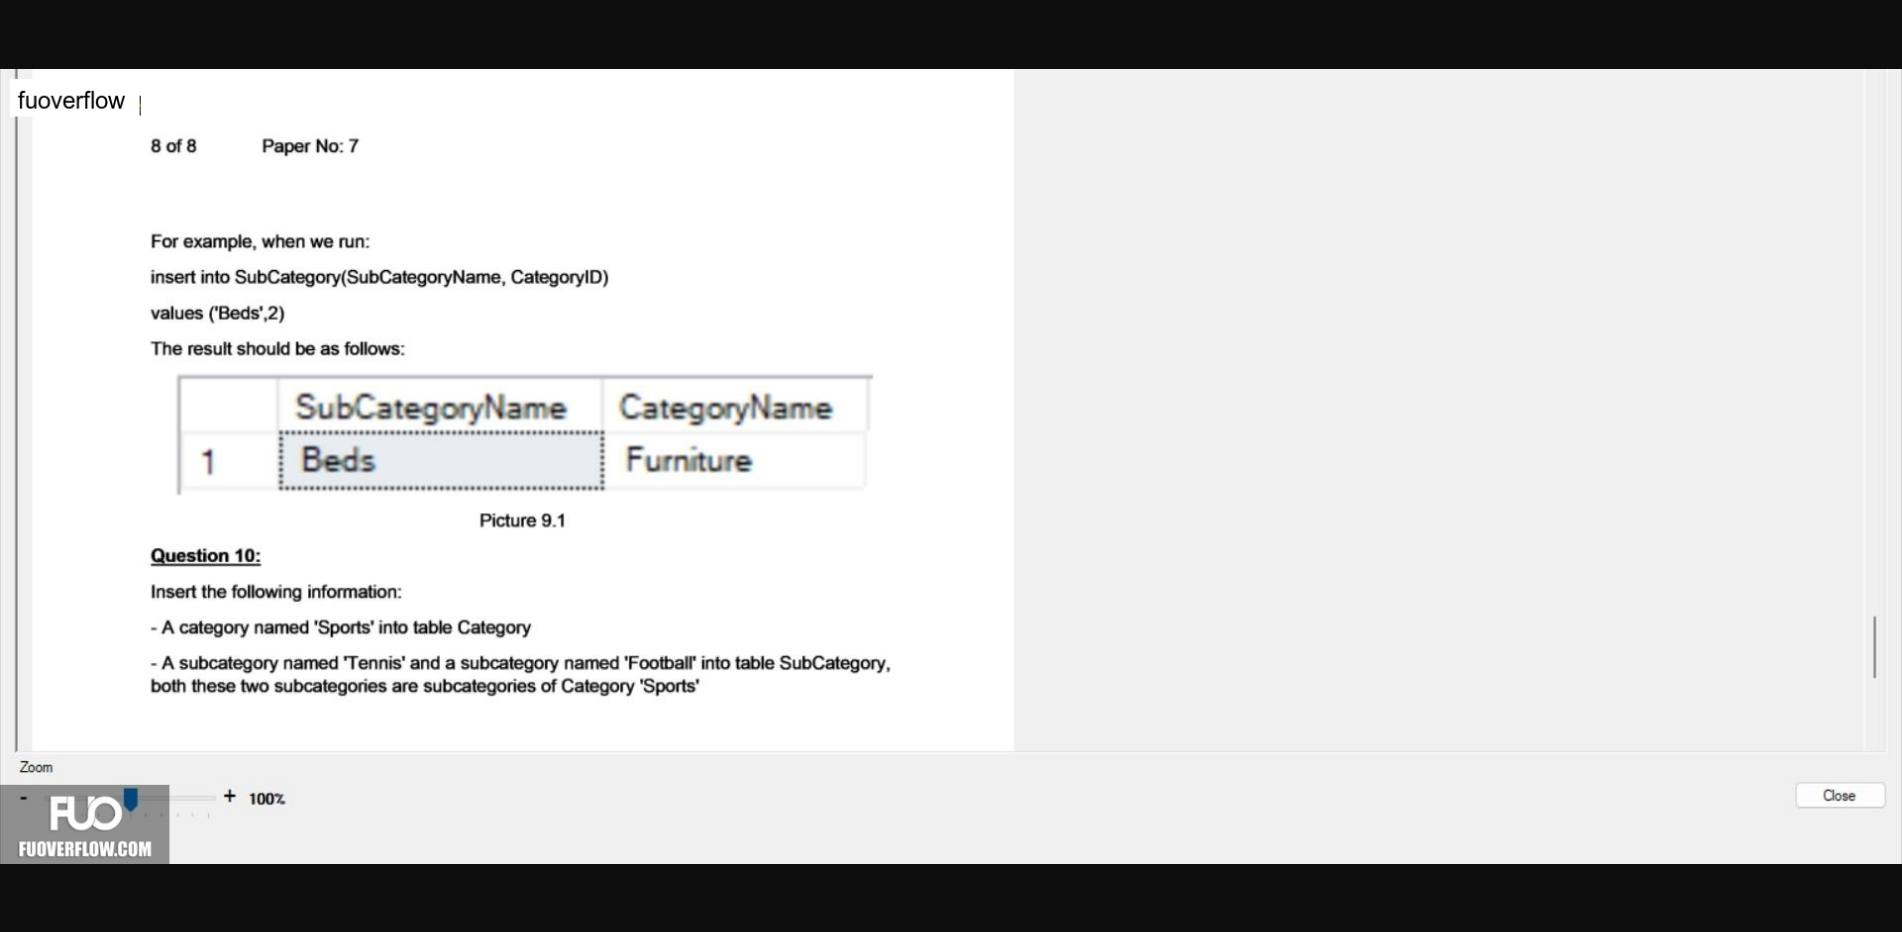 fuoverflow
8 of 8 Paper No: 7
For example, when we run:
insert into SubCategory(SubCategoryName, CategoryID)
values ('Beds',2)
The result should be as follows:
SubCategoryName CategoryName
1 Beds Furniture
Picture 9.1
Question 10:
Insert the following information:
- A category named 'Sports' into table Category
- A subcategory named 'Tennis' and a subcategory named 'Football' into table SubCategory,
both these two subcategories are subcategories of Category 'Sports'
Zoom
- + 100%
Close
FUO
FUOVERFLOW.COM